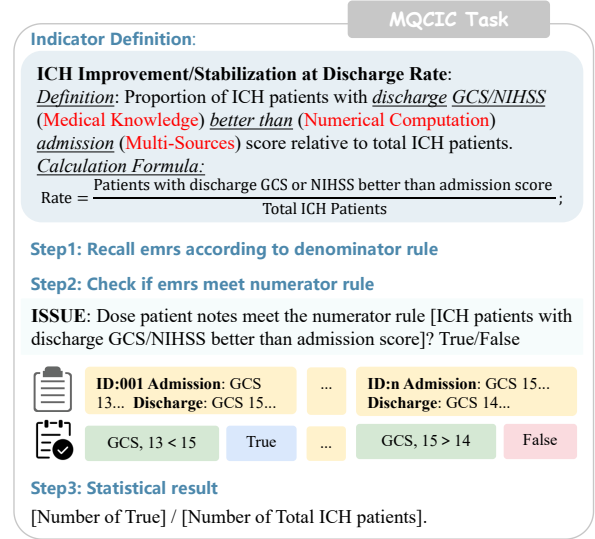 MQCIC Task
Indicator Definition:
ICH Improvement/Stabilization at Discharge Rate:
Definition: Proportion of ICH patients with discharge GCS/NIHSS
(Medical Knowledge) better than (Numerical Computation)
admission (Multi-Sources) score relative to total ICH patients.
Calculation Formula:
Rate = Patients with discharge GCS or NIHSS better than admission score / Total ICH Patients ;
Step1: Recall emrs according to denominator rule
Step2: Check if emrs meet numerator rule
ISSUE: Dose patient notes meet the numerator rule [ICH patients with
discharge GCS/NIHSS better than admission score]? True/False
ID:001 Admission: GCS
13... Discharge: GCS 15...
...
ID:n Admission: GCS 15...
Discharge: GCS 14...
GCS, 13 < 15
True
...
GCS, 15 > 14
False
Step3: Statistical result
[Number of True] / [Number of Total ICH patients].